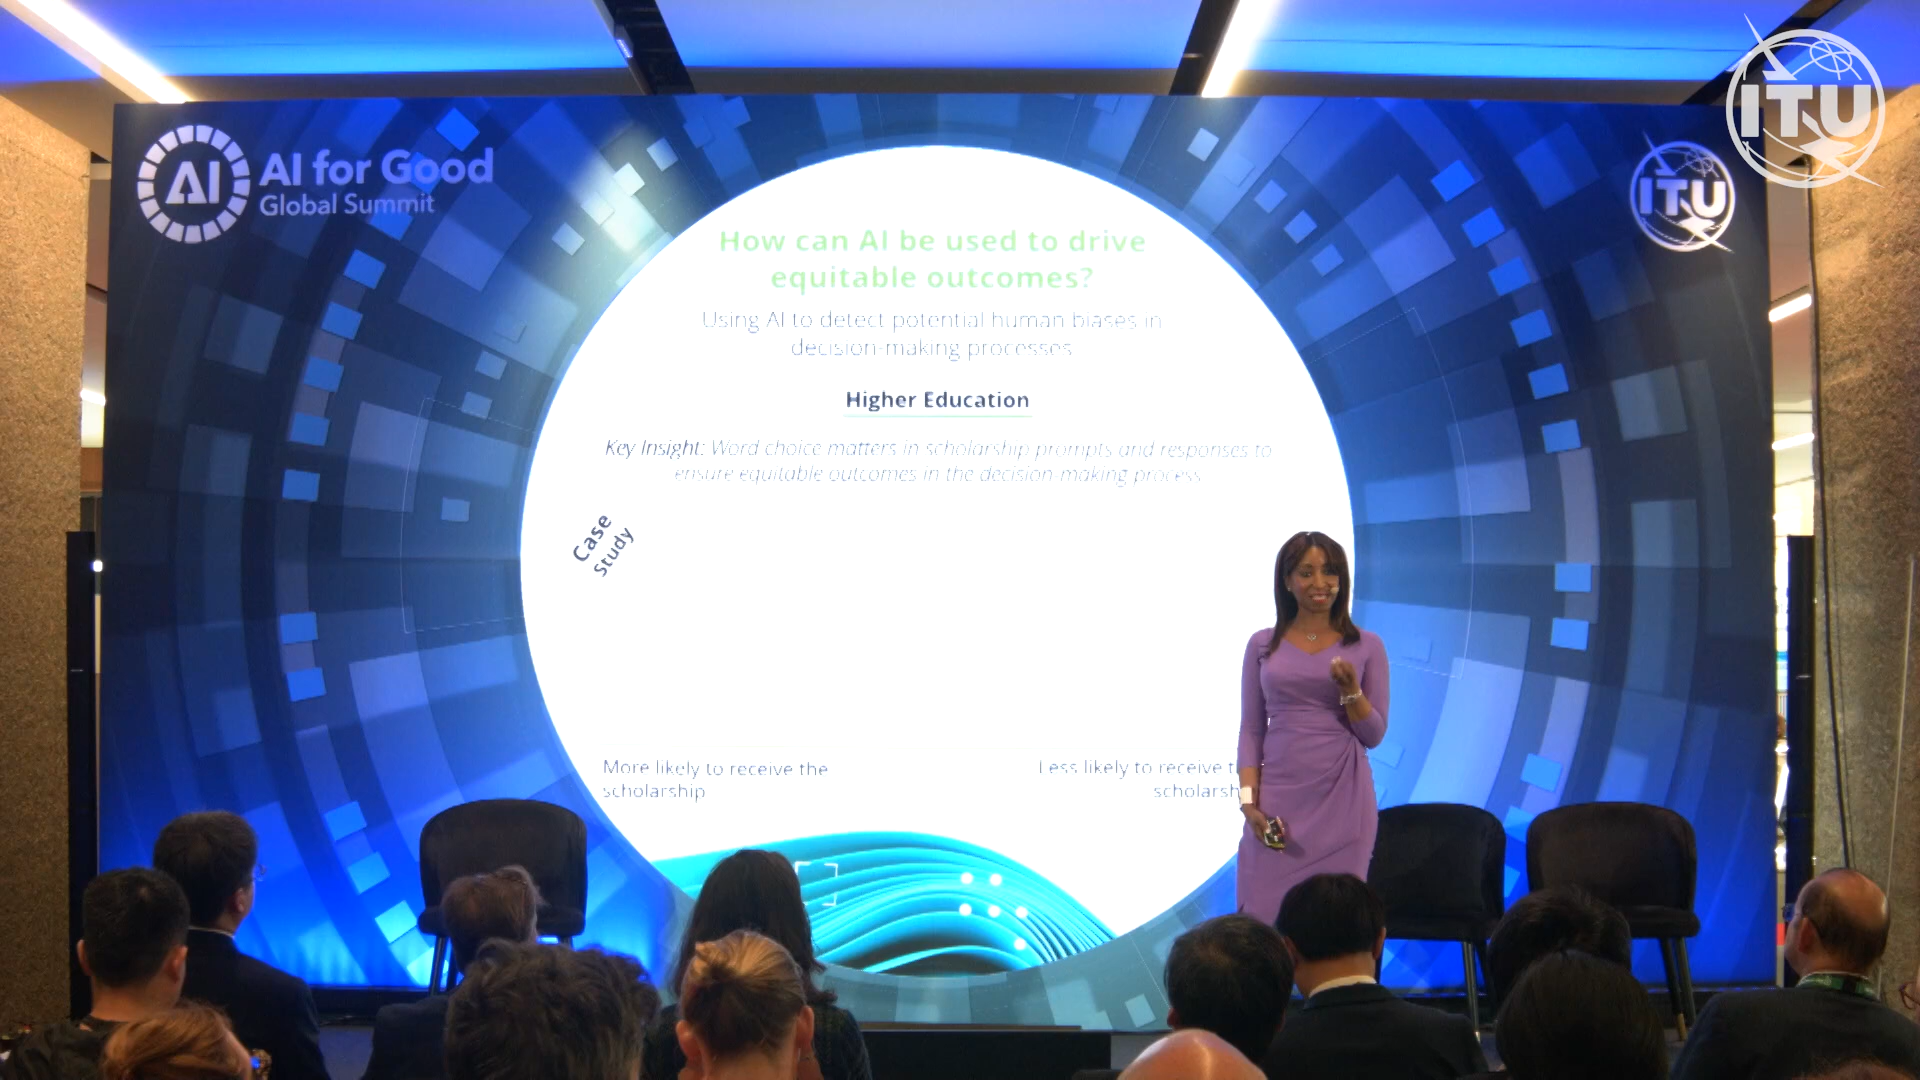 ITU
AI
AI for Good
Global Summit
ITU
How can AI be used to drive
equitable outcomes?
Using AI to detect potential human biases in
decision-making processes
Higher Education
Key Insight: Word choice matters in scholarship prompts and responses to
ensure equitable outcomes in the decision-making process
Case
Study
More likely to receive the
scholarship
Less likely to receive